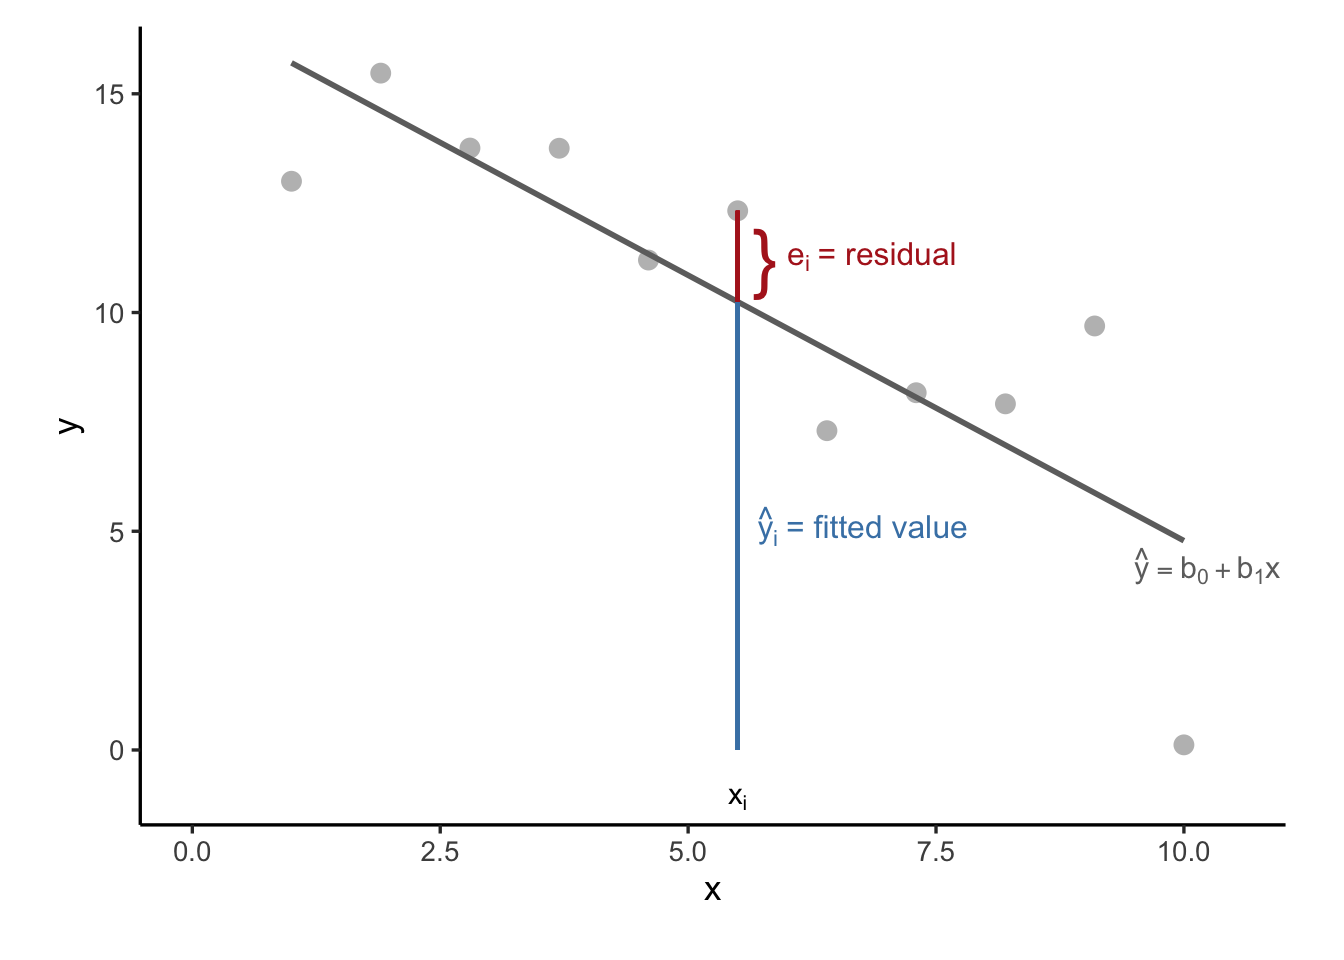 15
10
5
0
y
} eᵢ = residual
ŷᵢ = fitted value
ŷ = b₀ + b₁x
xᵢ
0.0 2.5 5.0 7.5 10.0
x